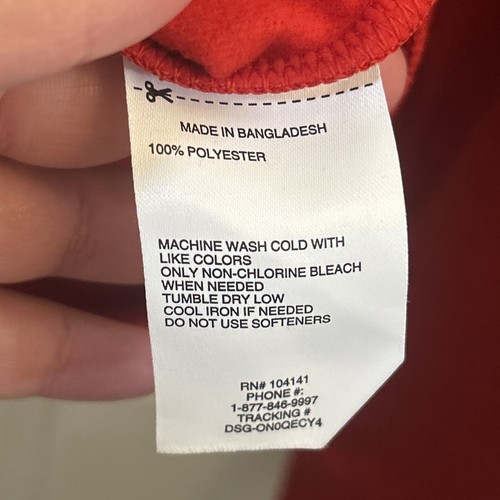 MADE IN BANGLADESH
100% POLYESTER
MACHINE WASH COLD WITH
LIKE COLORS
ONLY NON-CHLORINE BLEACH
WHEN NEEDED
TUMBLE DRY LOW
COOL IRON IF NEEDED
DO NOT USE SOFTENERS
RN# 104141
PHONE #:
1-877-846-9997
TRACKING #
DSG-ON0QECY4